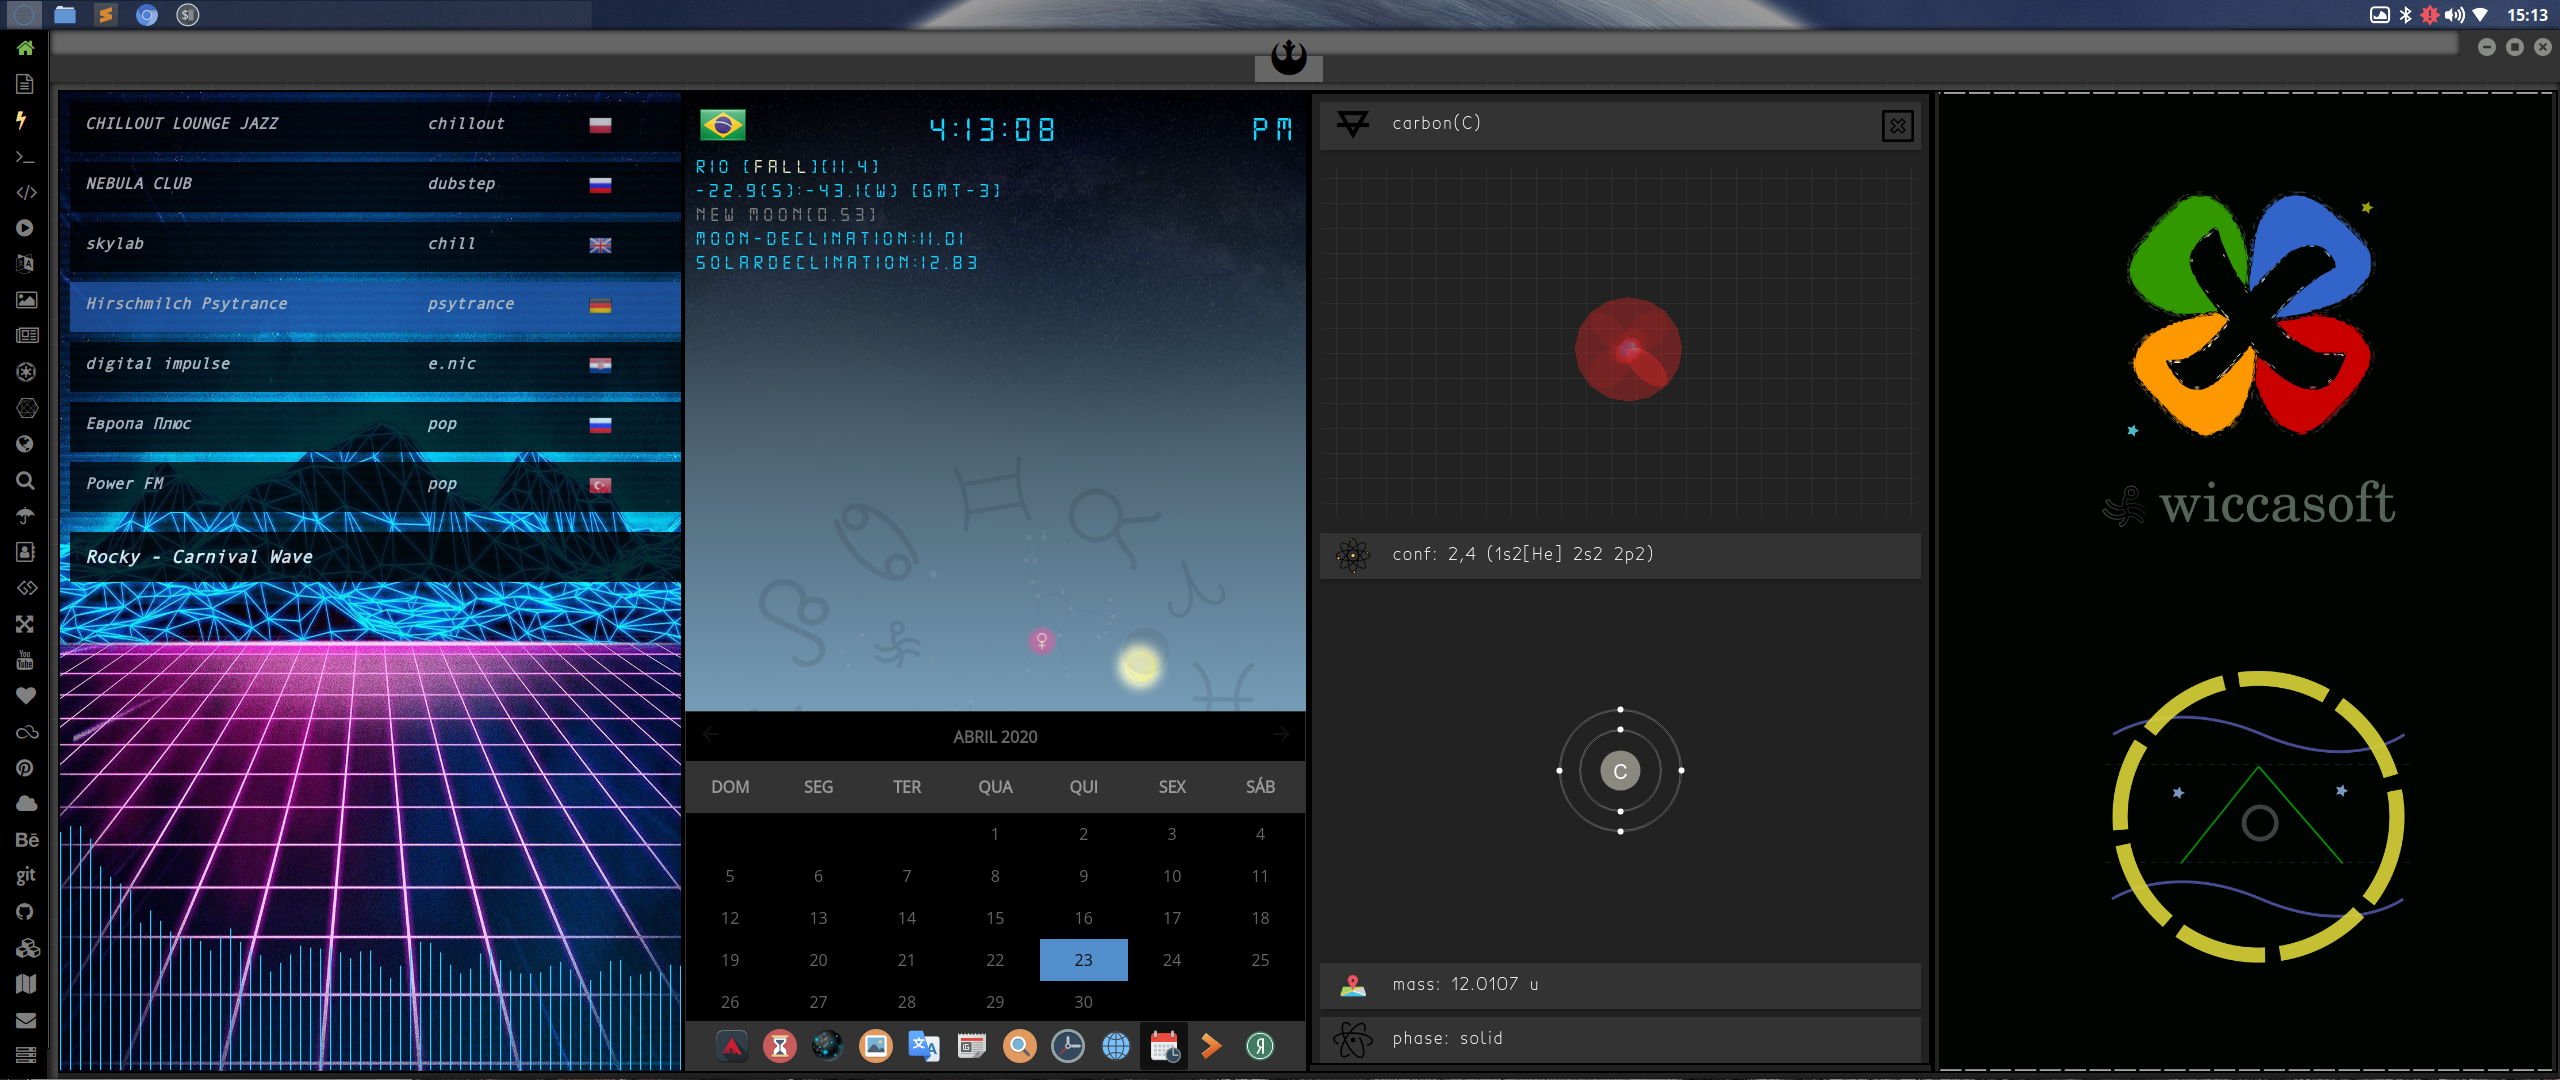 15:13
CHILLOUT LOUNGE JAZZ chillout
NEBULA CLUB dubstep
skylab chill
Hirschmilch Psytrance psytrance
digital impulse e.nic
Европа Плюс pop
Power FM pop
Rocky - Carnival Wave
4:13:08 PM
RIO [FALL][11.4]
-22.9(S):-43.1(W) [GMT-3]
NEW MOON[0.53]
MOON-DECLINATION:11.01
SOLARDECLINATION:12.83
ABRIL 2020
DOM SEG TER QUA QUI SEX SÁB
1 2 3 4
5 6 7 8 9 10 11
12 13 14 15 16 17 18
19 20 21 22 23 24 25
26 27 28 29 30
carbon(C)
conf: 2,4 (1s2[He] 2s2 2p2)
C
mass: 12.0107 u
phase: solid
wiccasoft
You
Tube
Bē
git
$
文 A
Я